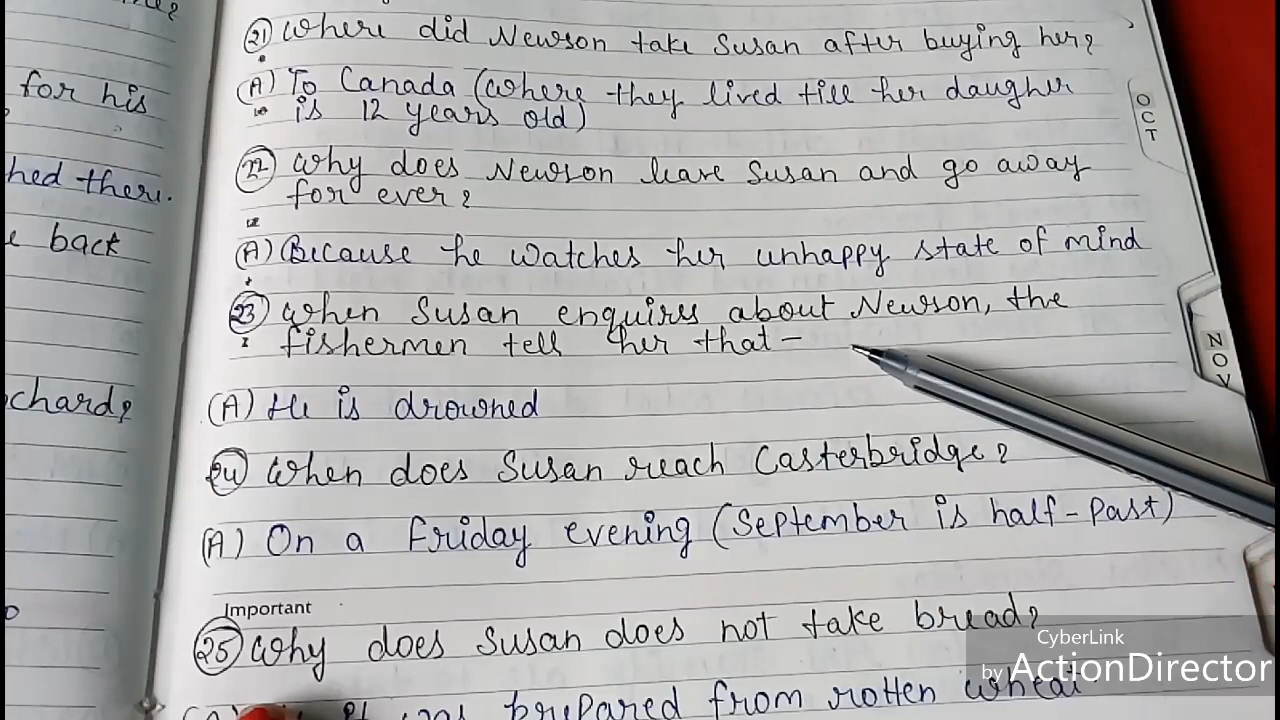 for his
hed there.
back
chard?
(21) Where did Newson take Susan after buying her?
(A) To Canada (where they lived till her daugher
is 12 years old)
(22) Why does Newson leave Susan and go away
for ever?
(A) Because he watches her unhappy state of mind
(23) When Susan enquires about Newson, the
fishermen tell her that -
(A) He is drowned
(24) When does Susan reach Casterbridge?
(A) On a Friday evening (September is half-past)
Important
(25) Why does Susan does not take bread?
prepared from rotten wheat.
OCT
NOV
CyberLink
by ActionDirector